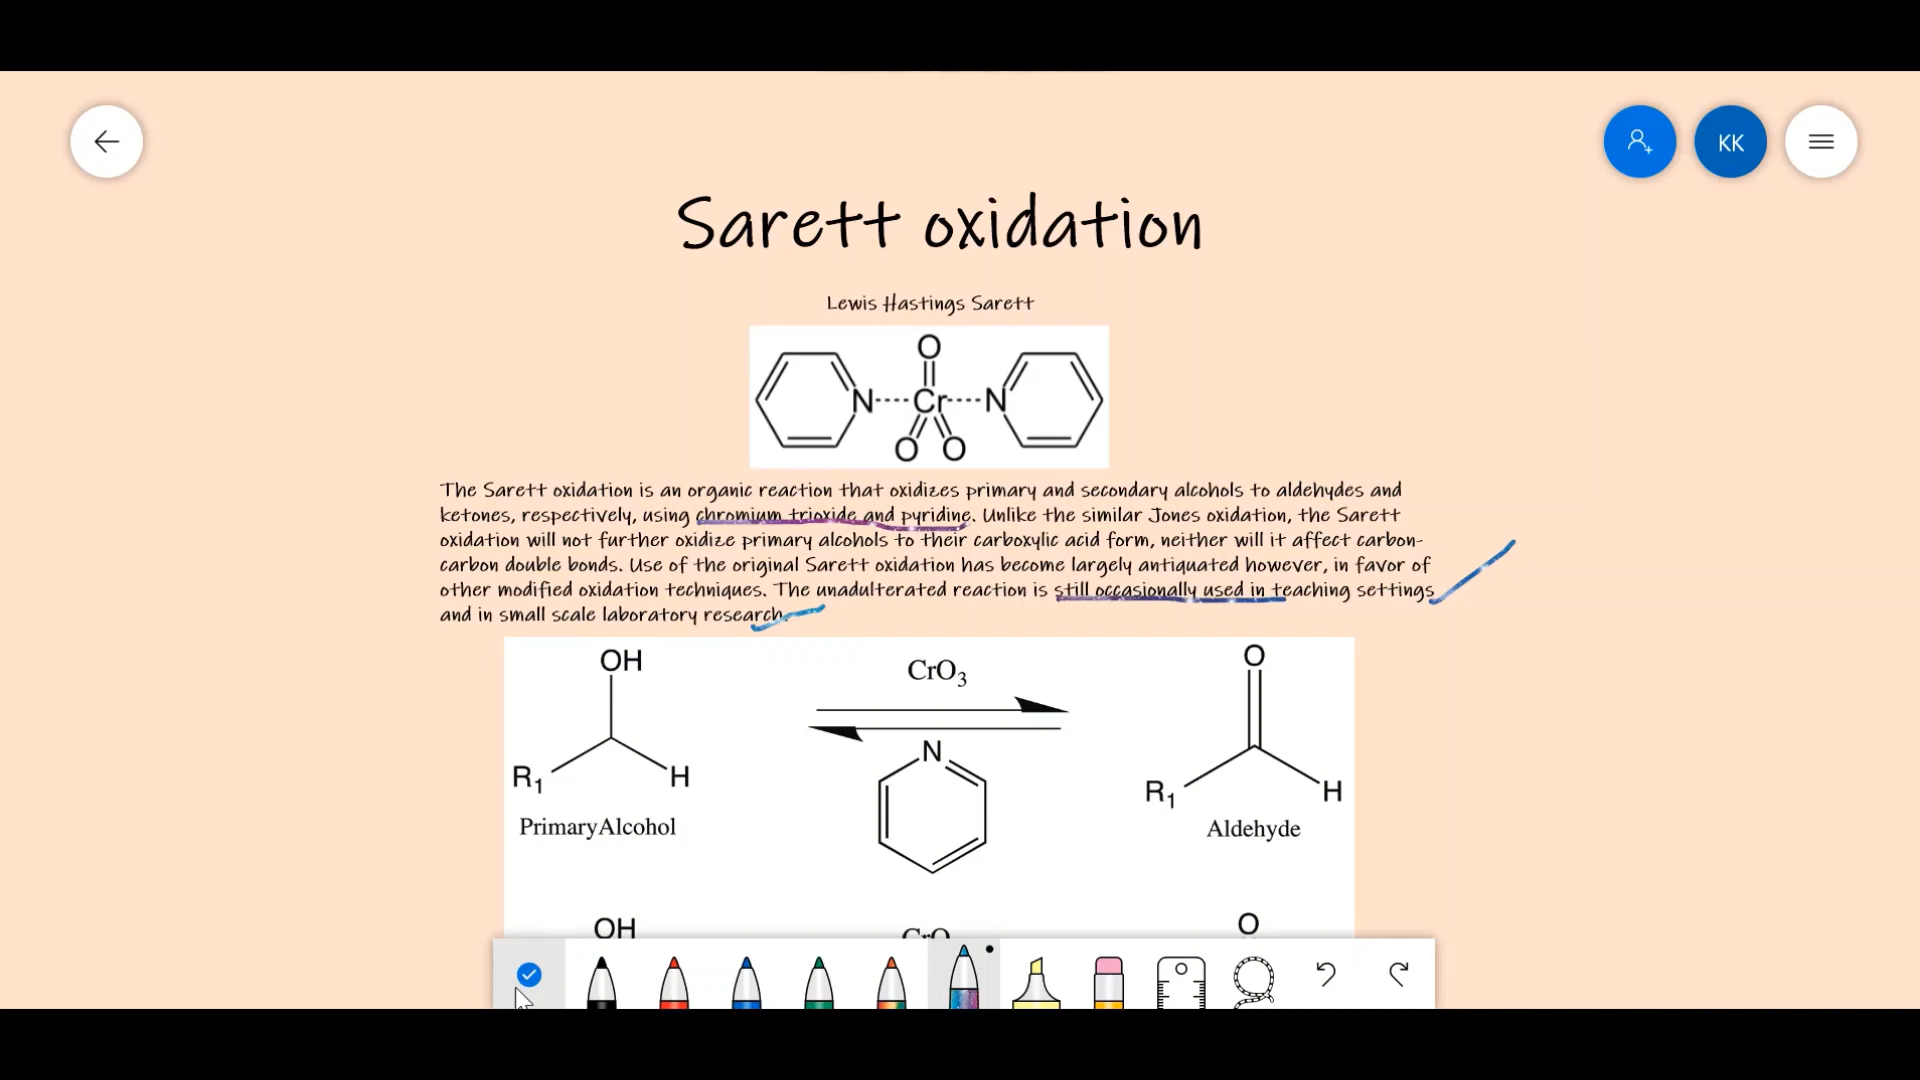 KK
Sarett oxidation
Lewis Hastings Sarett
O
N Cr N
O O
The Sarett oxidation is an organic reaction that oxidizes primary and secondary alcohols to aldehydes and
ketones, respectively, using chromium trioxide and pyridine. Unlike the similar Jones oxidation, the Sarett
oxidation will not further oxidize primary alcohols to their carboxylic acid form, neither will it affect carbon-
carbon double bonds. Use of the original Sarett oxidation has become largely antiquated however, in favor of
other modified oxidation techniques. The unadulterated reaction is still occasionally used in teaching settings
and in small scale laboratory research.
OH CrO3 O
N
R1 H R1 H
PrimaryAlcohol Aldehyde
OH CrO O